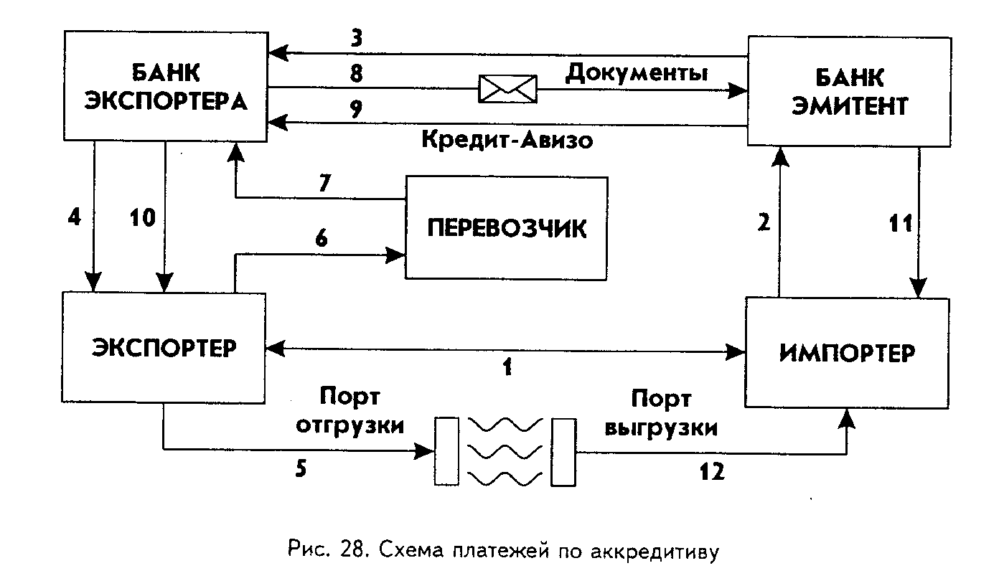 3
БАНК
ЭКСПОРТЕРА
8
Документы
БАНК
ЭМИТЕНТ
9
Кредит-Авизо
7
4
10
ПЕРЕВОЗЧИК
2
11
6
ЭКСПОРТЕР
ИМПОРТЕР
1
Порт
отгрузки
Порт
выгрузки
5
12
Рис. 28. Схема платежей по аккредитиву